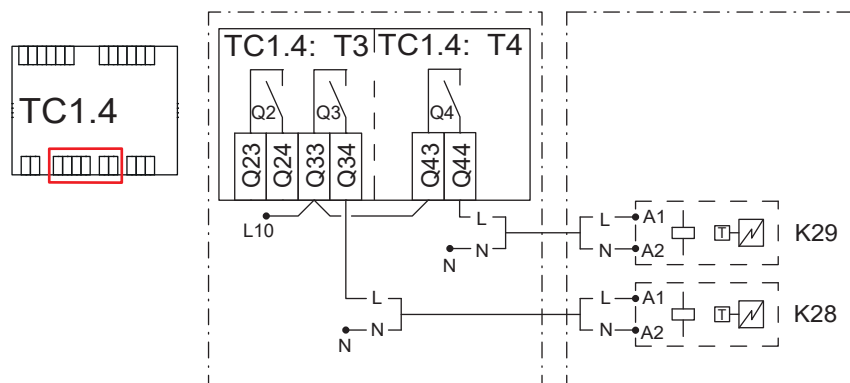 TC1.4
TC1.4: T3
TC1.4: T4
Q2
Q3
Q4
Q23
Q24
Q33
Q34
Q43
Q44
L10
L
N
N
L
N
A1
A2
T
K29
L
N
N
L
N
A1
A2
T
K28